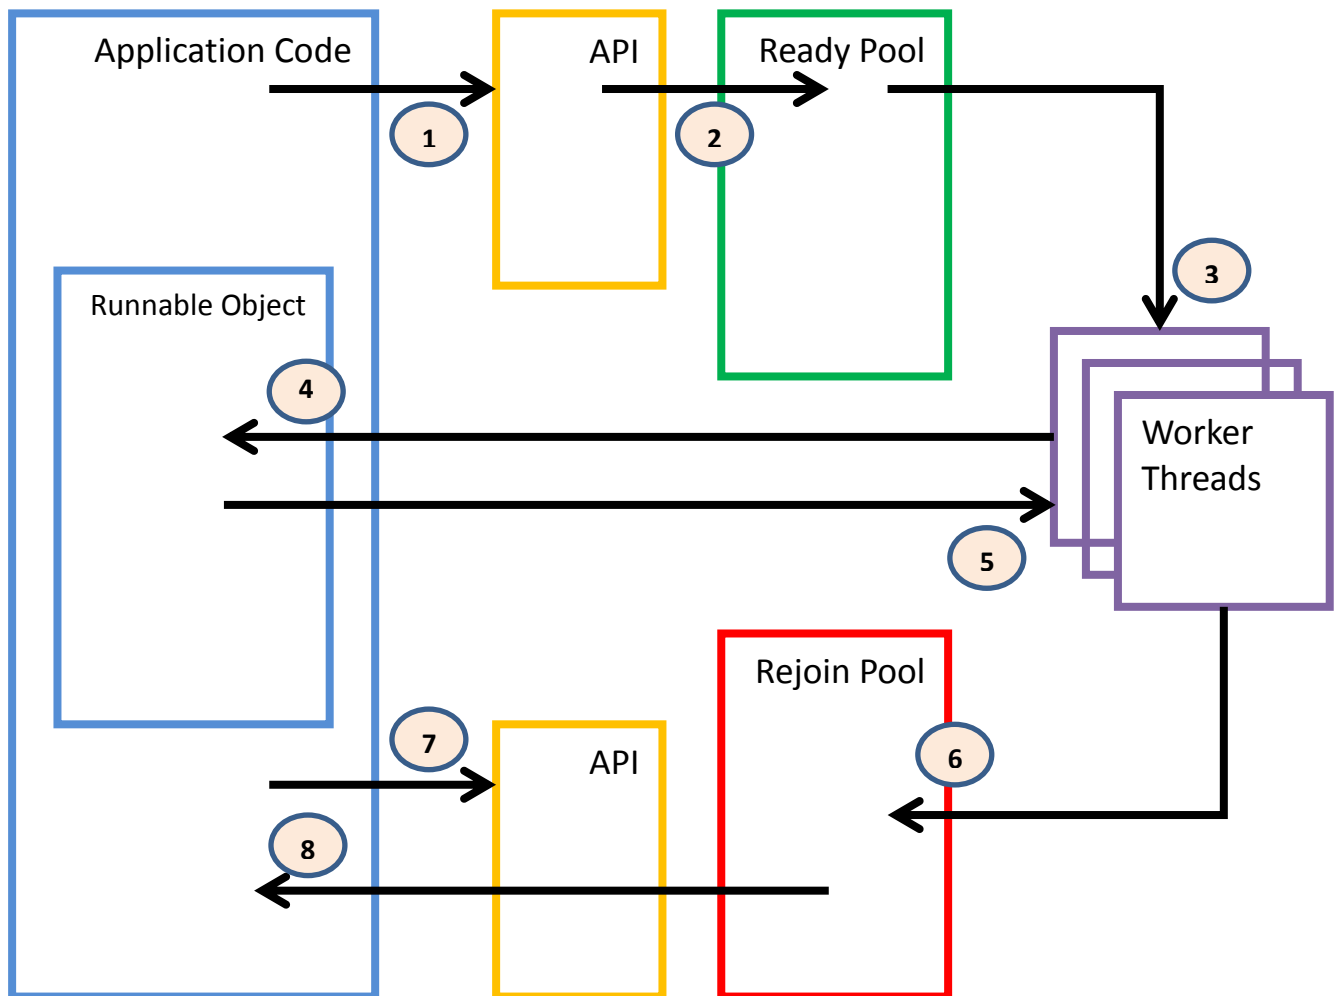 Application Code
API
Ready Pool
1
2
3
Runnable Object
4
Worker
Threads
5
Rejoin Pool
7
API
6
8